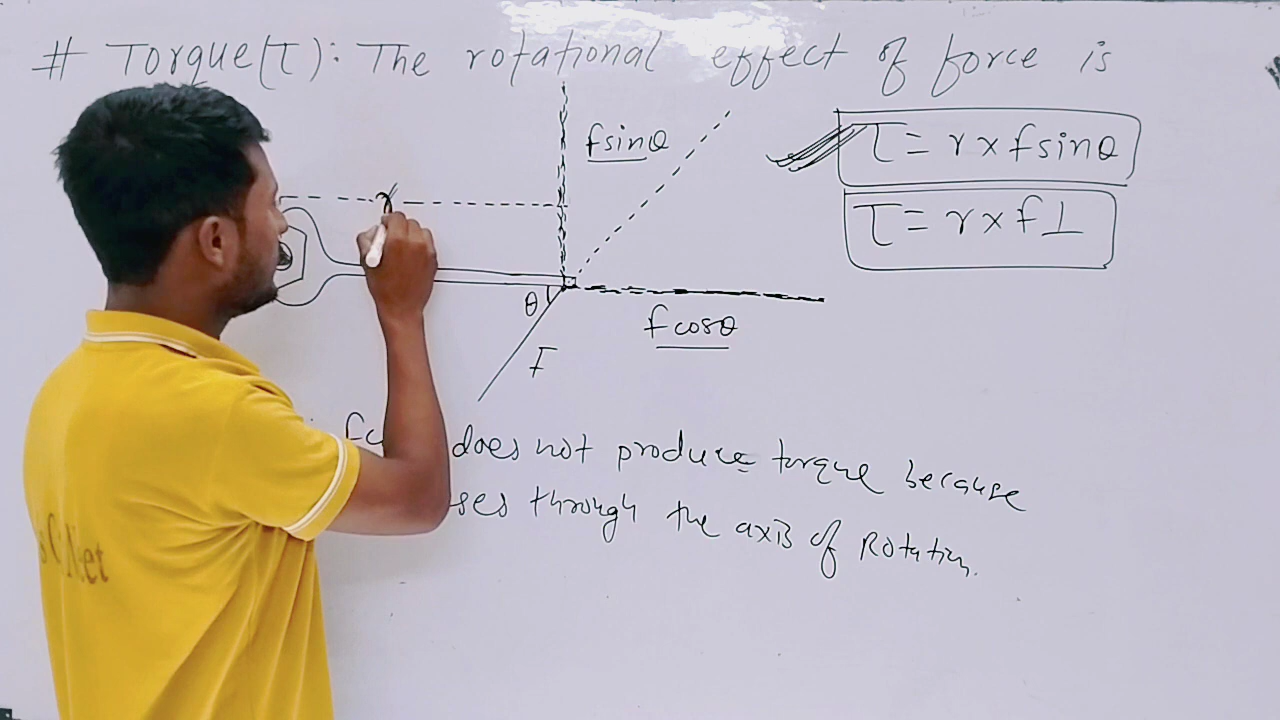 # Torque(τ): The rotational effect of force is
fsinθ
τ = r x fsinθ
τ = r x f⊥
r
θ
F
fcosθ
does not produce torque because
through the axis of Rotation.